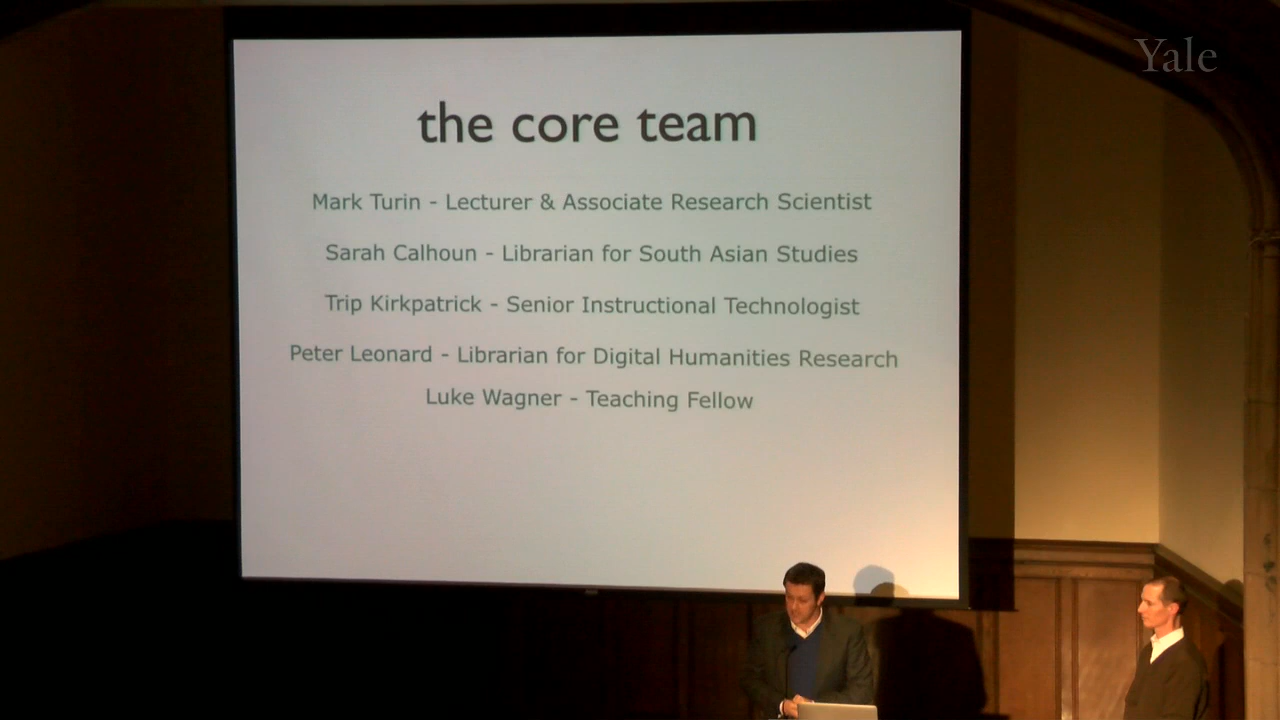 Yale
the core team
Mark Turin - Lecturer & Associate Research Scientist
Sarah Calhoun - Librarian for South Asian Studies
Trip Kirkpatrick - Senior Instructional Technologist
Peter Leonard - Librarian for Digital Humanities Research
Luke Wagner - Teaching Fellow